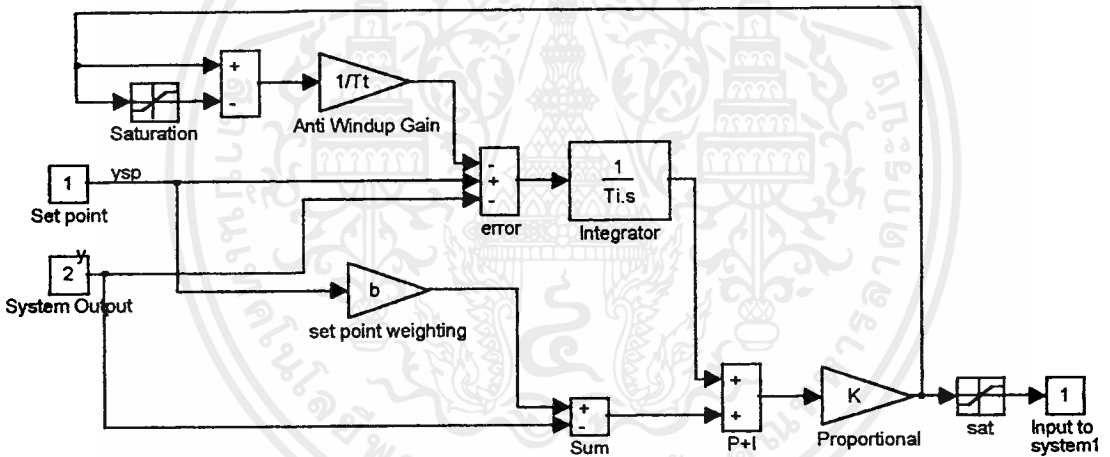 +
-
1/Tt
Saturation
Anti Windup Gain
1
ysp
Set point
-
+
-
error
1
Ti.s
Integrator
y
2
System Output
b
set point weighting
+
-
Sum
+
+
P+I
K
Proportional
sat
1
Input to
system1